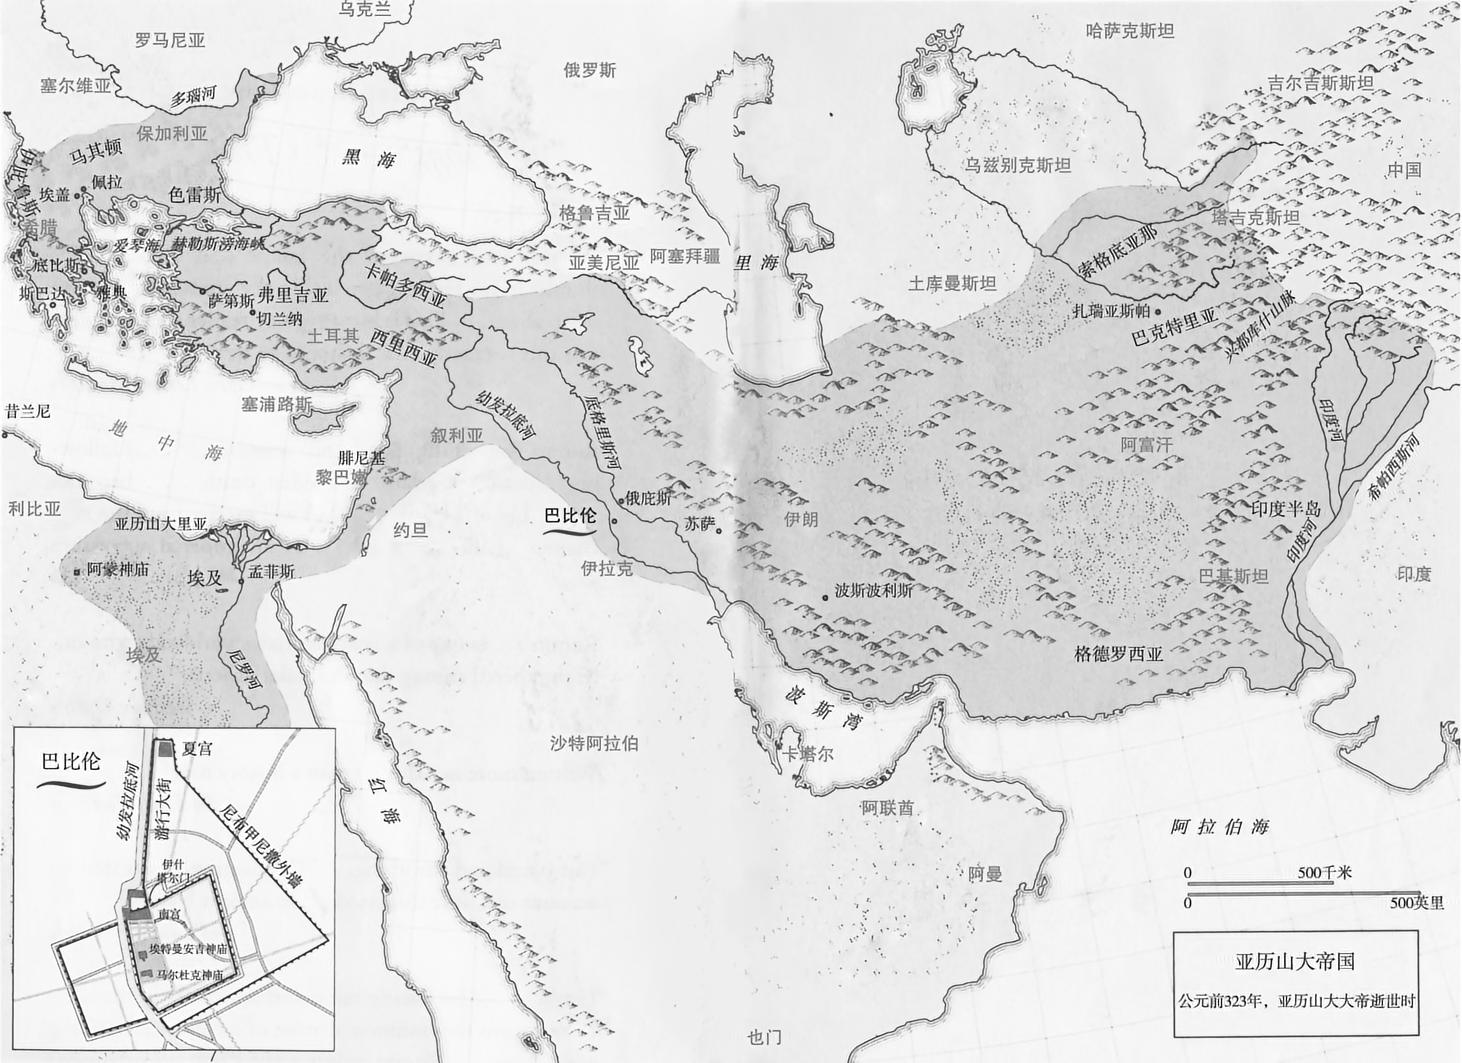 乌克兰
罗马尼亚
哈萨克斯坦
俄罗斯
塞尔维亚
吉尔吉斯斯坦
多瑙河
保加利亚
马其顿
黑海
乌兹别克斯坦
中国
佩拉
埃盖
色雷斯
格鲁吉亚
塔吉克斯坦
希腊
爱琴海
赫勒斯滂海峡
索格底亚那
阿塞拜疆
亚美尼亚
里海
底比斯
卡帕多西亚
土库曼斯坦
斯巴达
雅典
萨第斯
弗里吉亚
切兰纳
扎瑞亚斯帕
巴克特里亚
兴都库什山脉
土耳其
西里西亚
昔兰尼
塞浦路斯
幼发拉底河
底格里斯河
印度河
地中海
叙利亚
阿富汗
希帕西斯河
腓尼基
黎巴嫩
俄庇斯
利比亚
亚历山大里亚
约旦
巴比伦
苏萨
伊朗
印度半岛
印度河
阿蒙神庙
埃及
孟菲斯
伊拉克
波斯波利斯
巴基斯坦
印度
埃及
尼罗河
格德罗西亚
波斯湾
沙特阿拉伯
卡塔尔
红海
阿联酋
阿拉伯海
阿曼
0 500千米
0 500英里
也门
亚历山大帝国
公元前323年，亚历山大大帝逝世时
巴比伦
夏宫
幼发拉底河
游行大街
尼布甲尼撒外墙
伊什
塔尔门
南宫
埃特曼安吉神庙
马尔杜克神庙